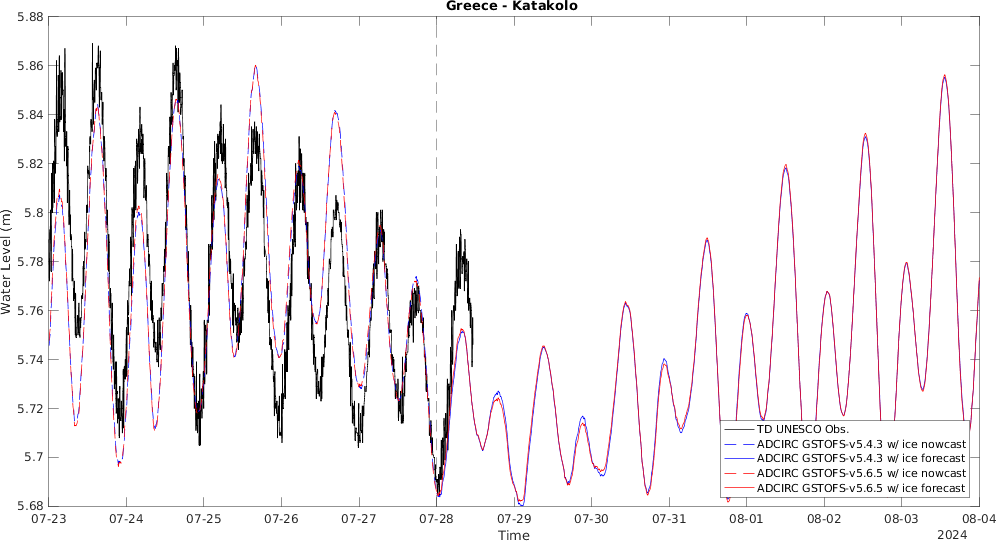 Greece - Katakolo
Water Level (m)
5.88
5.86
5.84
5.82
5.8
5.78
5.76
5.74
5.72
5.7
5.68
TD UNESCO Obs.
ADCIRC GSTOFS-v5.4.3 w/ ice nowcast
ADCIRC GSTOFS-v5.4.3 w/ ice forecast
ADCIRC GSTOFS-v5.6.5 w/ ice nowcast
ADCIRC GSTOFS-v5.6.5 w/ ice forecast
07-23 07-24 07-25 07-26 07-27 07-28 07-29 07-30 07-31 08-01 08-02 08-03 08-04
Time
2024